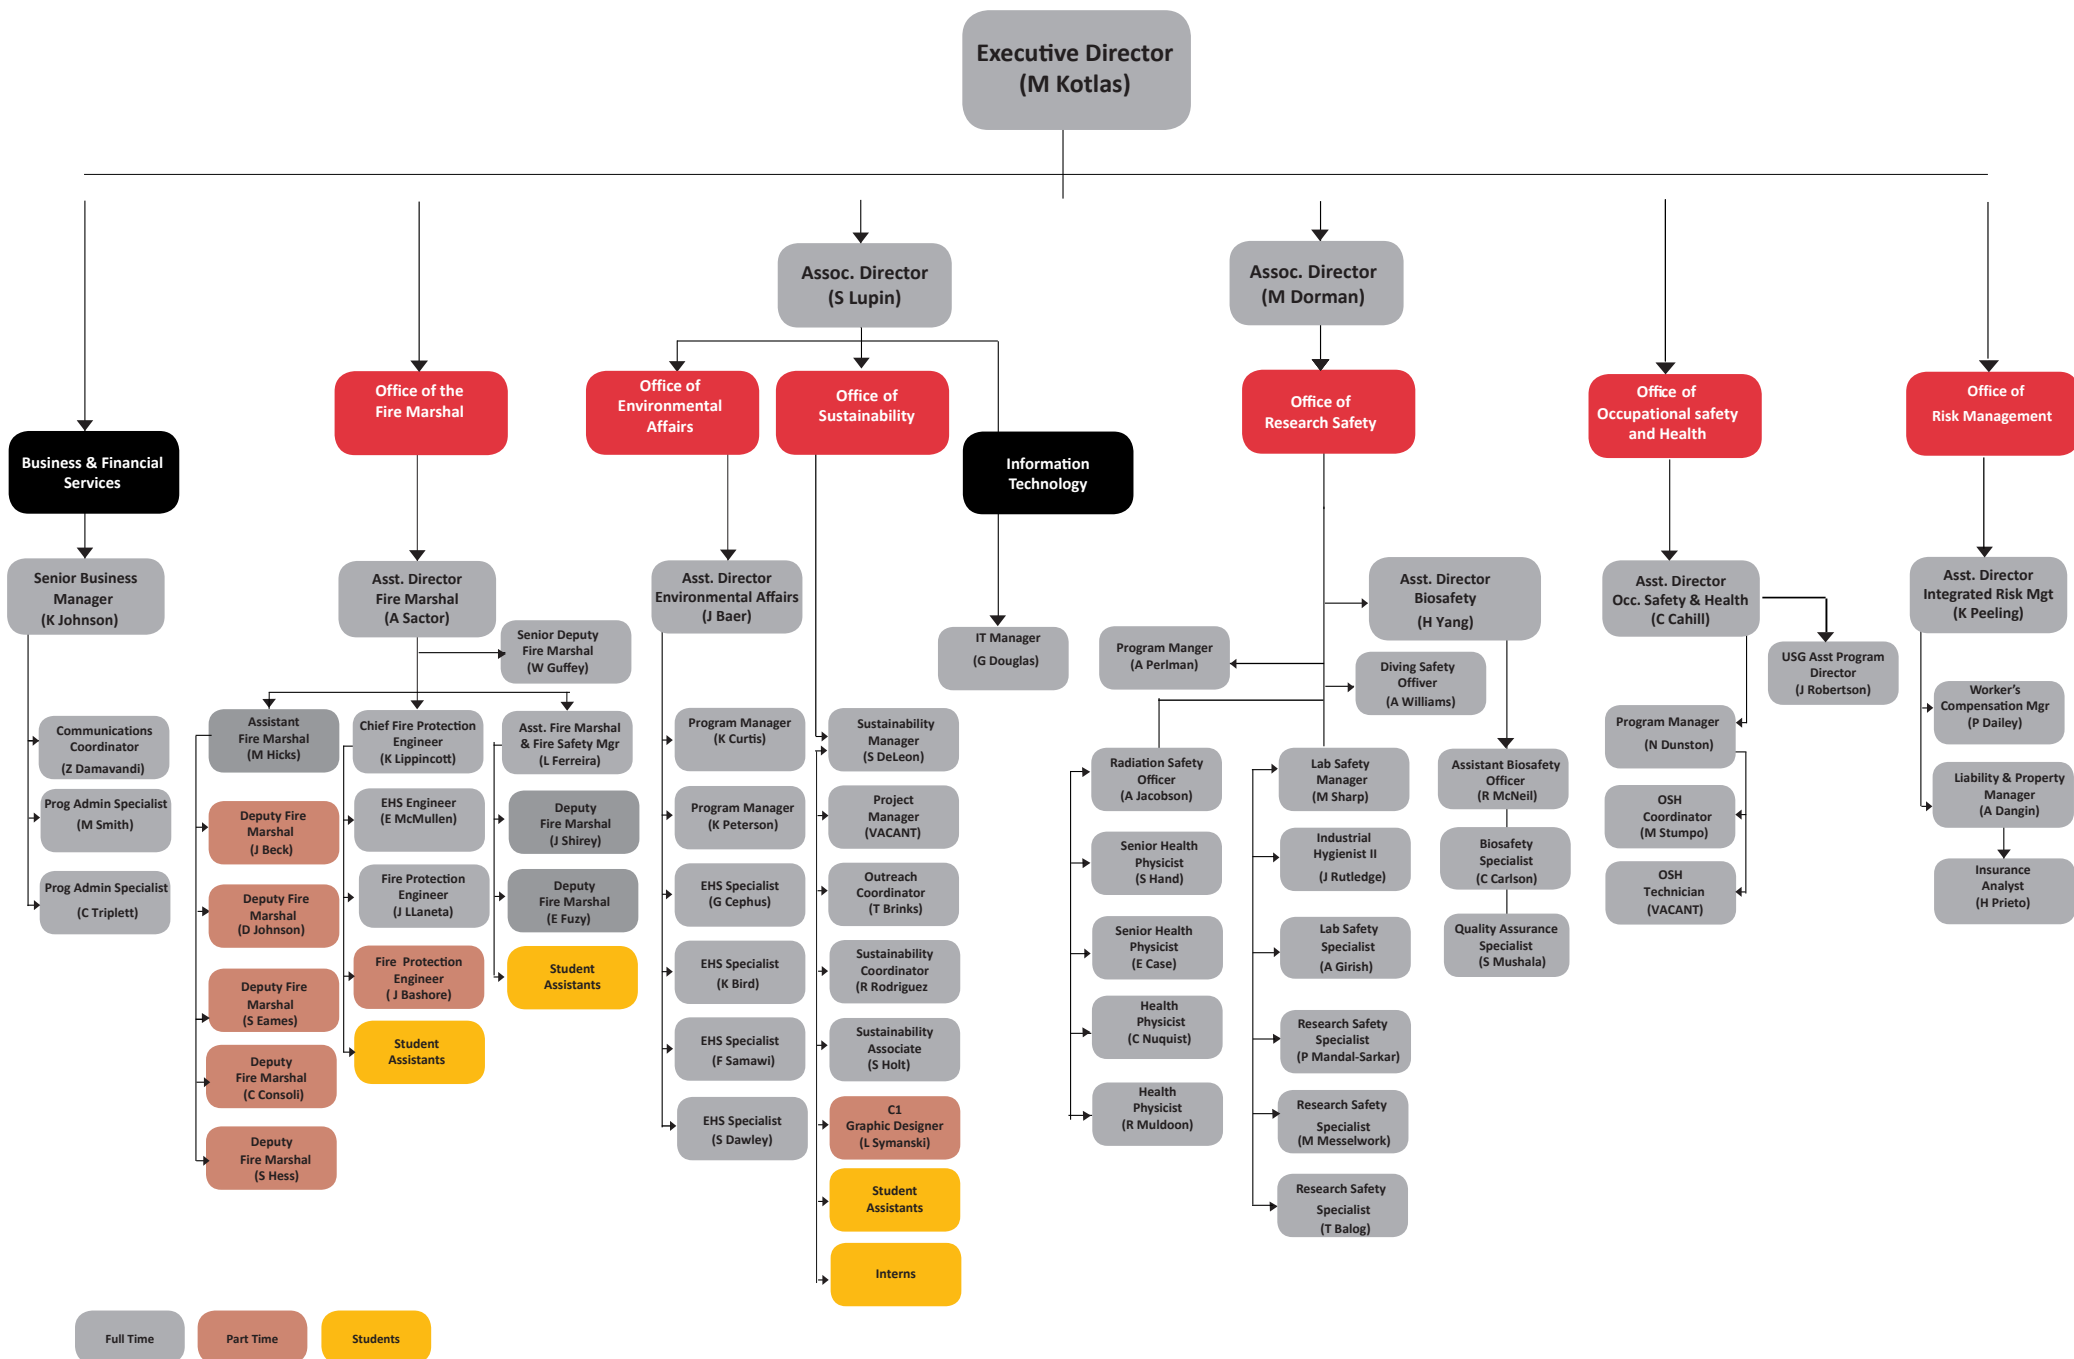 Executive Director
(M Kotlas)
Assoc. Director
(S Lupin)
Assoc. Director
(M Dorman)
Business & Financial
Services
Senior Business
Manager
(K Johnson)
Communications
Coordinator
(Z Damavandi)
Prog Admin Specialist
(M Smith)
Prog Admin Specialist
(C Triplett)
Office of the
Fire Marshal
Asst. Director
Fire Marshal
(A Sactor)
Senior Deputy
Fire Marshal
(W Guffey)
Assistant
Fire Marshal
(M Hicks)
Deputy Fire
Marshal
(J Beck)
Deputy Fire
Marshal
(D Johnson)
Deputy Fire
Marshal
(S Eames)
Deputy
Fire Marshal
(C Consoli)
Deputy
Fire Marshal
(S Hess)
Chief Fire Protection
Engineer
(K Lippincott)
EHS Engineer
(E McMullen)
Fire Protection
Engineer
(J LLaneta)
Fire Protection
Engineer
( J Bashore)
Student
Assistants
Asst. Fire Marshal
& Fire Safety Mgr
(L Ferreira)
Deputy
Fire Marshal
(J Shirey)
Deputy
Fire Marshal
(E Fuzy)
Student
Assistants
Office of
Environmental
Affairs
Asst. Director
Environmental Affairs
(J Baer)
Program Manager
(K Curtis)
Program Manager
(K Peterson)
EHS Specialist
(G Cephus)
EHS Specialist
(K Bird)
EHS Specialist
(F Samawi)
EHS Specialist
(S Dawley)
Office of
Sustainability
Sustainability
Manager
(S DeLeon)
Project
Manager
(VACANT)
Outreach
Coordinator
(T Brinks)
Sustainability
Coordinator
(R Rodriguez
Sustainability
Associate
(S Holt)
C1
Graphic Designer
(L Symanski)
Student
Assistants
Interns
Information
Technology
IT Manager
(G Douglas)
Office of
Research Safety
Asst. Director
Biosafety
(H Yang)
Program Manger
(A Perlman)
Diving Safety
Offiver
(A Williams)
Radiation Safety
Officer
(A Jacobson)
Senior Health
Physicist
(S Hand)
Senior Health
Physicist
(E Case)
Health
Physicist
(C Nuquist)
Health
Physicist
(R Muldoon)
Lab Safety
Manager
(M Sharp)
Industrial
Hygienist II
(J Rutledge)
Lab Safety
Specialist
(A Girish)
Research Safety
Specialist
(P Mandal-Sarkar)
Research Safety
Specialist
(M Messelwork)
Research Safety
Specialist
(T Balog)
Assistant Biosafety
Officer
(R McNeil)
Biosafety
Specialist
(C Carlson)
Quality Assurance
Specialist
(S Mushala)
Office of
Occupational safety
and Health
Asst. Director
Occ. Safety & Health
(C Cahill)
USG Asst Program
Director
(J Robertson)
Program Manager
(N Dunston)
OSH
Coordinator
(M Stumpo)
OSH
Technician
(VACANT)
Office of
Risk Management
Asst. Director
Integrated Risk Mgt
(K Peeling)
Worker's
Compensation Mgr
(P Dailey)
Liability & Property
Manager
(A Dangin)
Insurance
Analyst
(H Prieto)
Full Time
Part Time
Students